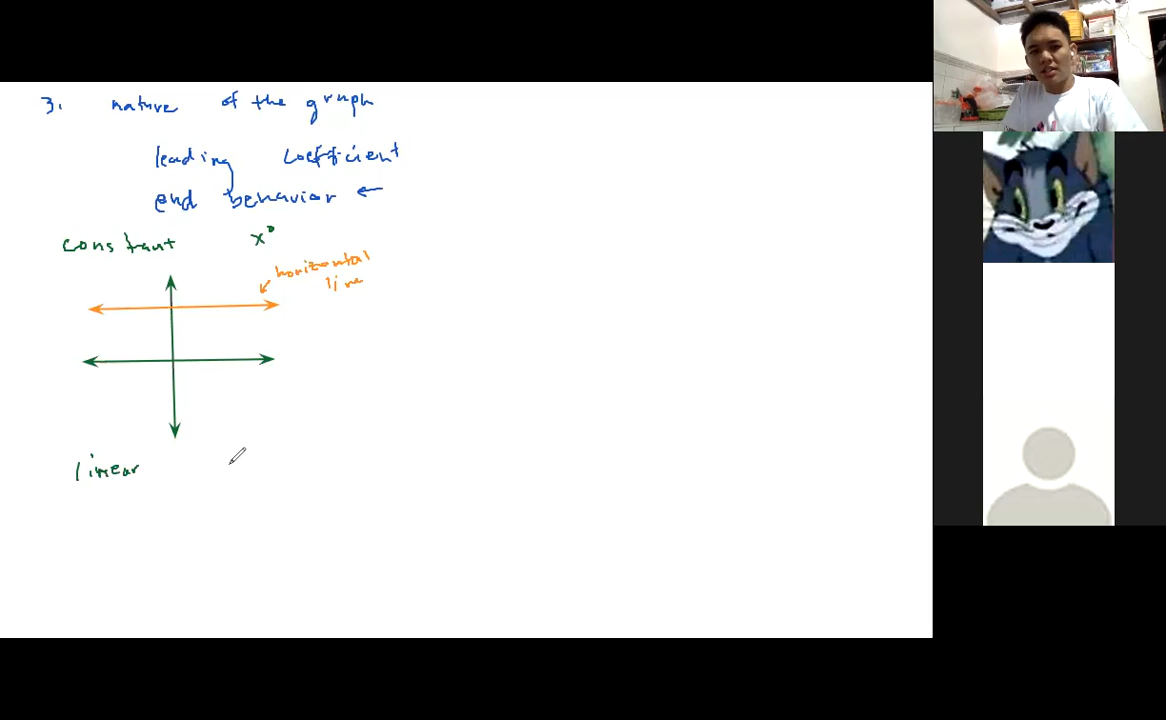 3. nature of the graph
leading coefficient
end behavior ←
constant x⁰
horizontal
line
linear